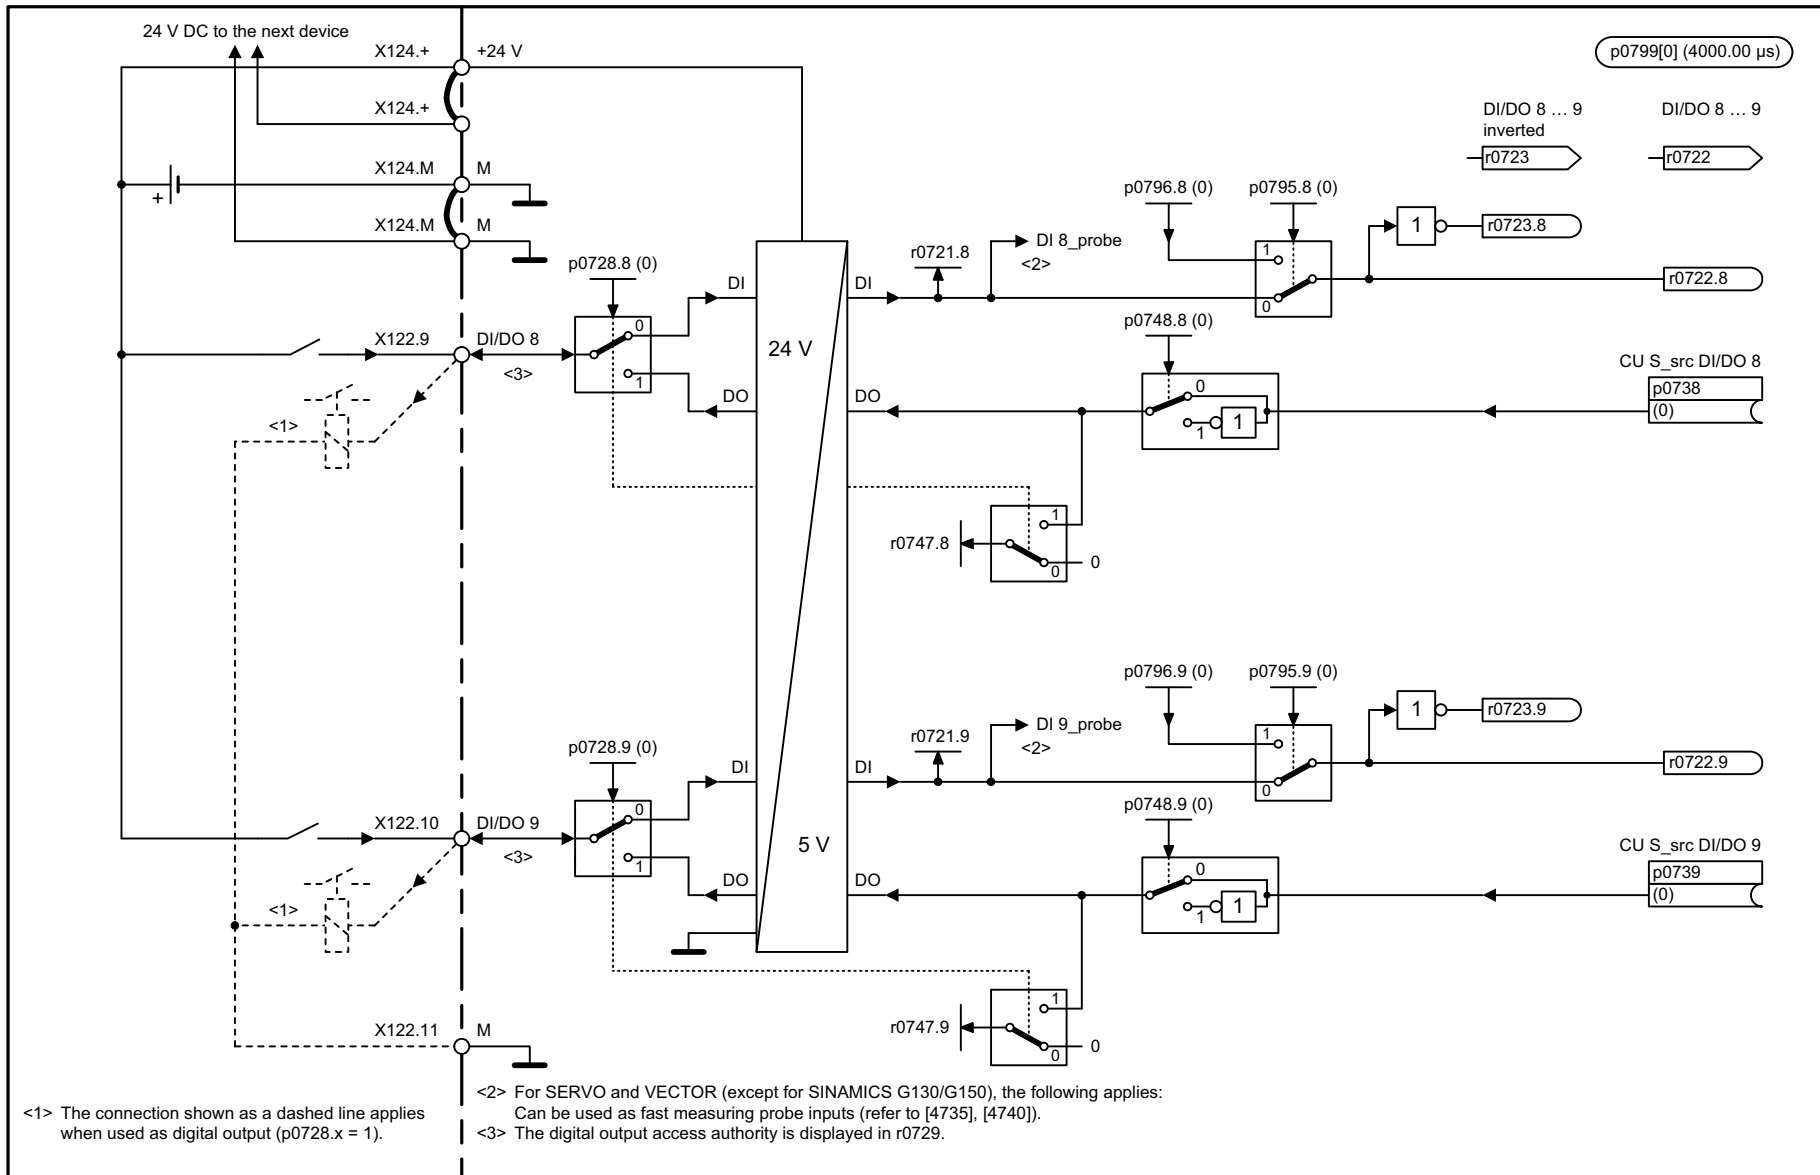 24 V DC to the next device
X124.+
+24 V
p0799[0] (4000.00 µs)
X124.+
DI/DO 8 … 9
inverted
DI/DO 8 … 9
r0723
r0722
X124.M
M
+
X124.M
M
p0796.8 (0)
p0795.8 (0)
1
r0723.8
DI 8_probe
<2>
r0721.8
1
0
r0722.8
p0728.8 (0)
DI
DI
X122.9
DI/DO 8
<3>
0
1
24 V
p0748.8 (0)
CU S_src DI/DO 8
p0738
(0)
DO
DO
0
1
1
<1>
r0747.8
1
0
0
p0796.9 (0)
p0795.9 (0)
1
r0723.9
DI 9_probe
<2>
r0721.9
1
0
r0722.9
p0728.9 (0)
DI
DI
X122.10
DI/DO 9
<3>
0
1
5 V
p0748.9 (0)
CU S_src DI/DO 9
p0739
(0)
DO
DO
0
1
1
<1>
r0747.9
1
0
0
X122.11
M
<1> The connection shown as a dashed line applies
when used as digital output (p0728.x = 1).
<2> For SERVO and VECTOR (except for SINAMICS G130/G150), the following applies:
Can be used as fast measuring probe inputs (refer to [4735], [4740]).
<3> The digital output access authority is displayed in r0729.